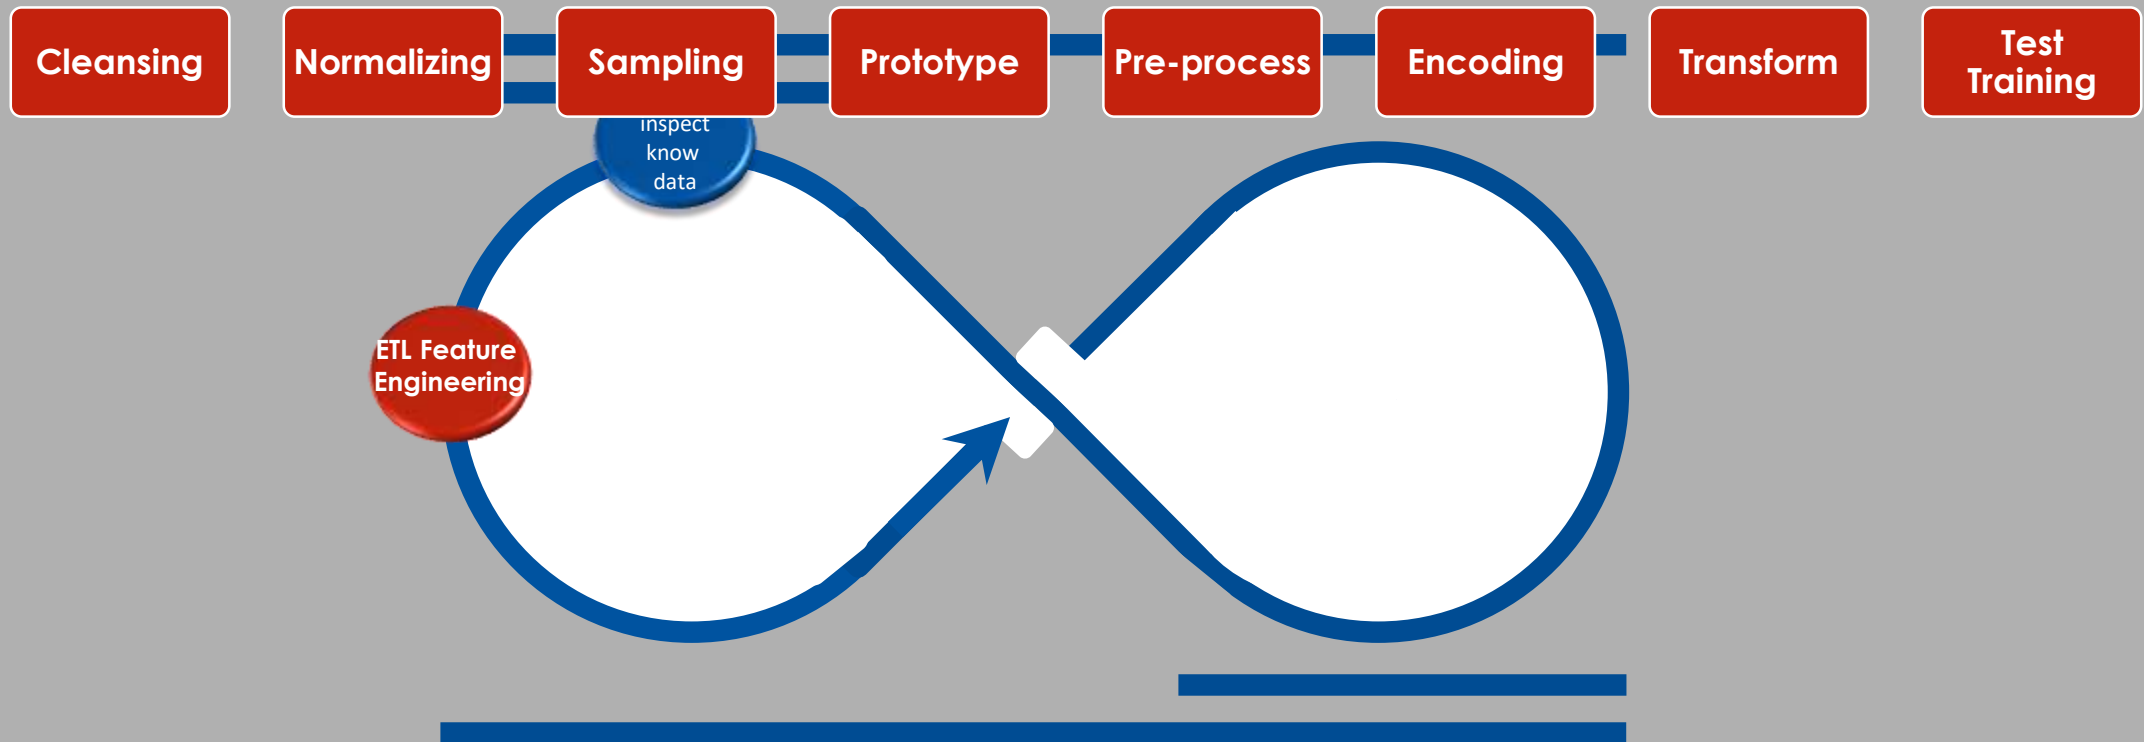 Cleansing
Normalizing
Sampling
Prototype
Pre-process
Encoding
Transform
Test
Training
inspect
know
data
ETL Feature
Engineering